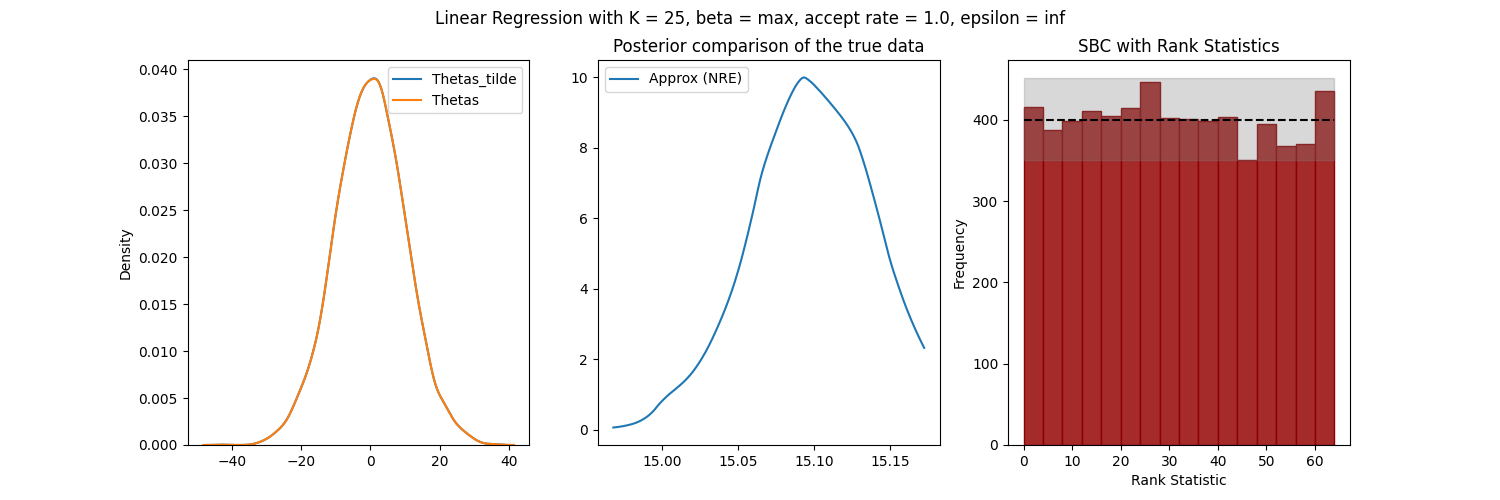 Linear Regression with K = 25, beta = max, accept rate = 1.0, epsilon = inf
Thetas_tilde
Thetas
Density
0.040
0.035
0.030
0.025
0.020
0.015
0.010
0.005
0.000
−40 −20 0 20 40
Posterior comparison of the true data
Approx (NRE)
10
8
6
4
2
0
15.00 15.05 15.10 15.15
SBC with Rank Statistics
Frequency
400
300
200
100
0
0 10 20 30 40 50 60
Rank Statistic